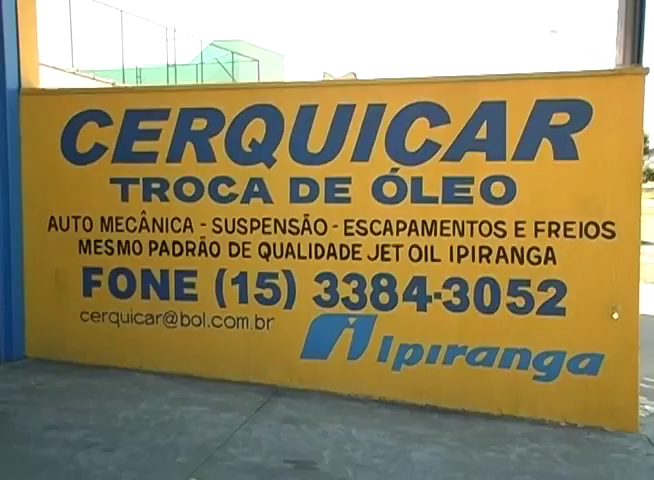 CERQUICAR
TROCA DE ÓLEO
AUTO MECÂNICA - SUSPENSÃO - ESCAPAMENTOS E FREIOS
MESMO PADRÃO DE QUALIDADE JET OIL IPIRANGA
FONE (15) 3384-3052
cerquicar@bol.com.br
Ipiranga